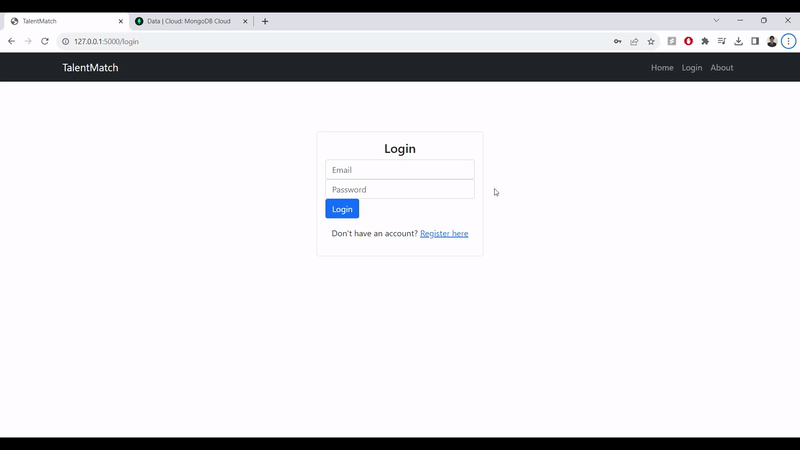 TalentMatch
Data | Cloud: MongoDB Cloud
127.0.0.1:5000/login
TalentMatch
Home Login About
Login
Email
Password
Login
Don't have an account? Register here